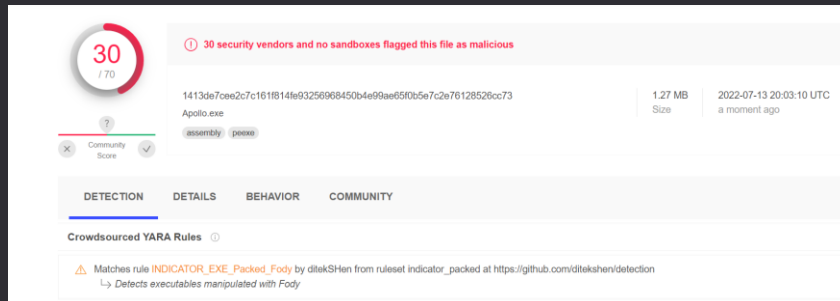 30
/ 70
30 security vendors and no sandboxes flagged this file as malicious
1413de7cee2c7c161f814fe93256968450b4e99ae65f0b5e7c2e76128526cc73
Apollo.exe
assembly peexe
1.27 MB
Size
2022-07-13 20:03:10 UTC
a moment ago
?
Community
Score
DETECTION DETAILS BEHAVIOR COMMUNITY
Crowdsourced YARA Rules
Matches rule INDICATOR_EXE_Packed_Fody by ditekSHen from ruleset indicator_packed at https://github.com/ditekshen/detection
Detects executables manipulated with Fody